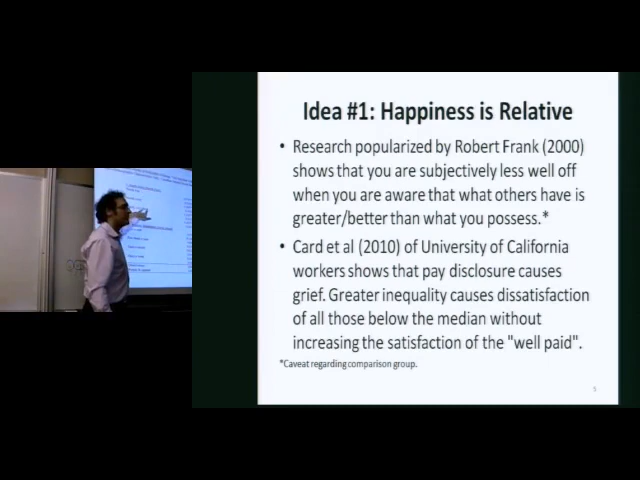 Idea #1: Happiness is Relative
• Research popularized by Robert Frank (2000)
shows that you are subjectively less well off
when you are aware that what others have is
greater/better than what you possess.*
• Card et al (2010) of University of California
workers shows that pay disclosure causes
grief. Greater inequality causes dissatisfaction
of all those below the median without
increasing the satisfaction of the "well paid".
*Caveat regarding comparison group.